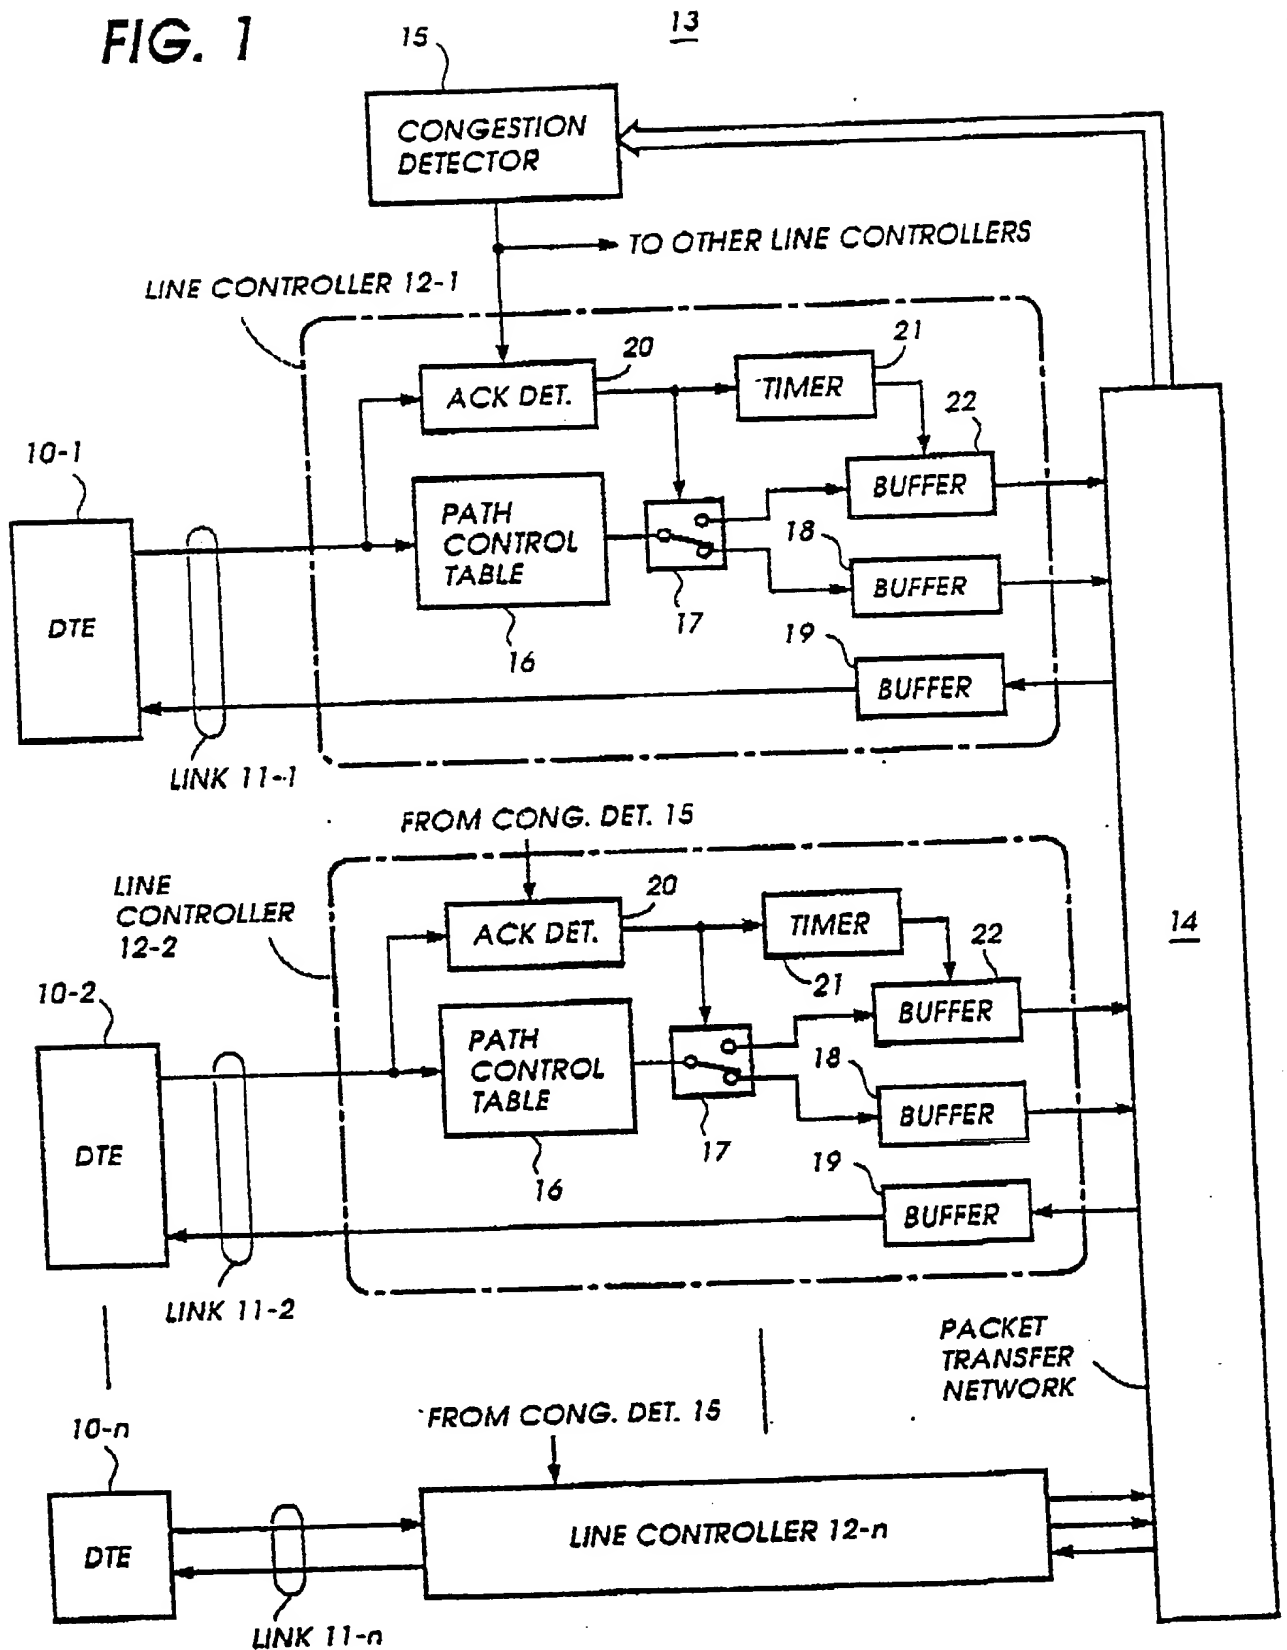 FIG. 1
15
13
CONGESTION
DETECTOR
TO OTHER LINE CONTROLLERS
LINE CONTROLLER 12-1
20
21
ACK DET.
TIMER
22
10-1
BUFFER
PATH
CONTROL
TABLE
18
DTE
BUFFER
17
16
19
BUFFER
LINK 11-1
FROM CONG. DET. 15
LINE
CONTROLLER
12-2
20
ACK DET.
TIMER
14
22
21
10-2
BUFFER
PATH
CONTROL
TABLE
18
BUFFER
DTE
17
16
19
BUFFER
LINK 11-2
PACKET
TRANSFER
NETWORK
FROM CONG. DET. 15
10-n
LINE CONTROLLER 12-n
DTE
LINK 11-n